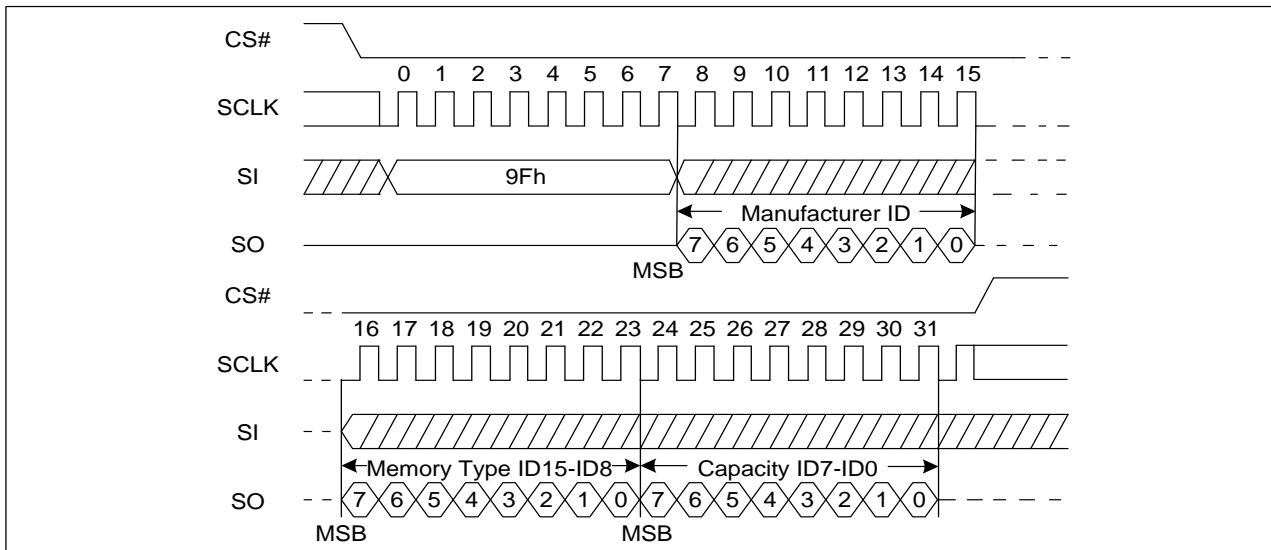 CS#
0 1 2 3 4 5 6 7 8 9 10 11 12 13 14 15
SCLK
SI 9Fh
Manufacturer ID
SO 7 6 5 4 3 2 1 0
MSB
CS#
16 17 18 19 20 21 22 23 24 25 26 27 28 29 30 31
SCLK
SI
Memory Type ID15-ID8 Capacity ID7-ID0
SO 7 6 5 4 3 2 1 0 7 6 5 4 3 2 1 0
MSB MSB